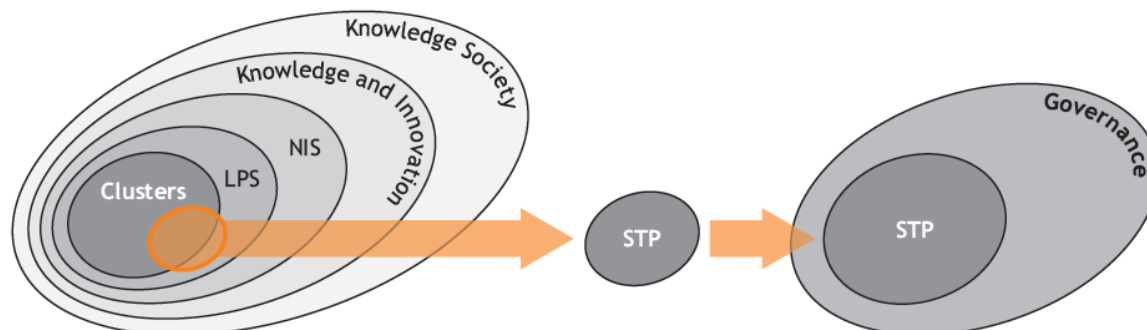 Knowledge Society
Knowledge and Innovation
NIS
LPS
Clusters
STP
Governance
STP